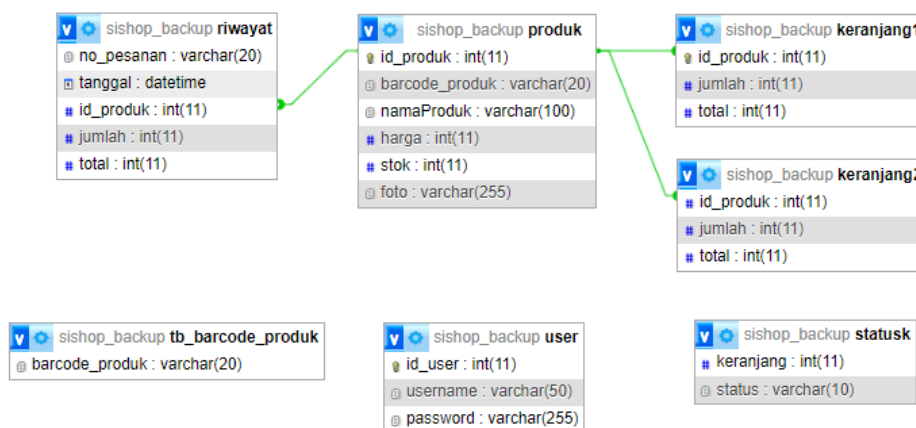 sishop_backup riwayat
no_pesanan : varchar(20)
tanggal : datetime
id_produk : int(11)
jumlah : int(11)
total : int(11)
sishop_backup produk
id_produk : int(11)
barcode_produk : varchar(20)
namaProduk : varchar(100)
harga : int(11)
stok : int(11)
foto : varchar(255)
sishop_backup keranjang1
id_produk : int(11)
jumlah : int(11)
total : int(11)
sishop_backup keranjang2
id_produk : int(11)
jumlah : int(11)
total : int(11)
sishop_backup tb_barcode_produk
barcode_produk : varchar(20)
sishop_backup user
id_user : int(11)
username : varchar(50)
password : varchar(255)
sishop_backup statusk
keranjang : int(11)
status : varchar(10)